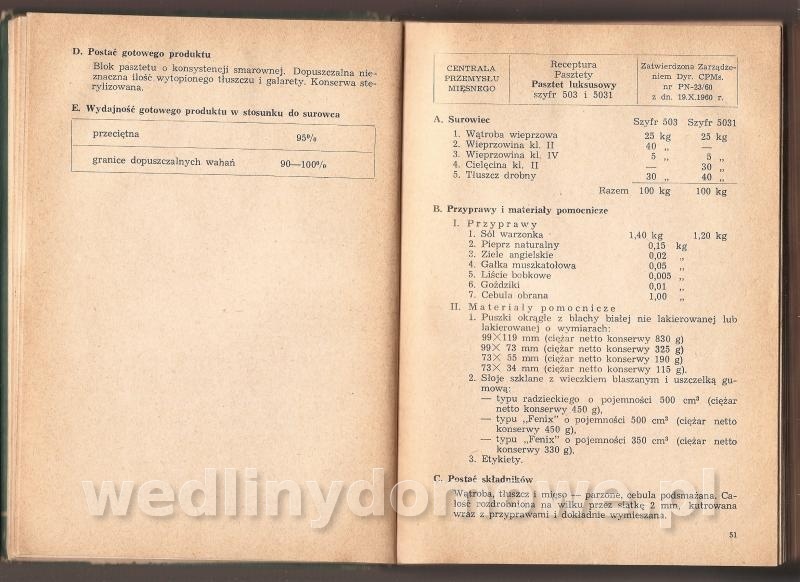 D. Postać gotowego produktu
Blok pasztetu o konsystencji smarownej. Dopuszczalna nie-
znaczna ilość wytopionego tłuszczu i galarety. Konserwa ste-
rylizowana.
E. Wydajność gotowego produktu w stosunku do surowca
przeciętna 95%
granice dopuszczalnych wahań 90—100%
CENTRALA
PRZEMYSŁU
MIĘSNEGO
Receptura
Pasztety
Pasztet luksusowy
szyfr 503 i 5031
Zatwierdzona Zarządze-
niem Dyr. CPMs.
nr PN-23/60
z dn. 19.X.1960 r.
A. Surowiec Szyfr 503 Szyfr 5031
1. Wątroba wieprzowa 25 kg 25 kg
2. Wieprzowina kl. II 40 „ —
3. Wieprzowina kl. IV 5 „ 5 „
4. Cielęcina kl. II — 30 „
5. Tłuszcz drobny 30 „ 40 „
Razem 100 kg 100 kg
B. Przyprawy i materiały pomocnicze
I. Przyprawy
1. Sól warzonka 1,40 kg 1,20 kg
2. Pieprz naturalny 0,15 kg
3. Ziele angielskie 0,02 „
4. Gałka muszkatołowa 0,05 „
5. Liście bobkowe 0,005 „
6. Goździki 0,01 „
7. Cebula obrana 1,00 „
II. Materiały pomocnicze
1. Puszki okrągłe z blachy białej nie lakierowanej lub
lakierowanej o wymiarach:
99×119 mm (ciężar netto konserwy 830 g)
99× 73 mm (ciężar netto konserwy 325 g)
73× 55 mm (ciężar netto konserwy 190 g)
73× 34 mm (ciężar netto konserwy 115 g).
2. Słoje szklane z wieczkiem blaszanym i uszczelką gu-
mową:
— typu radzieckiego o pojemności 500 cm³ (ciężar
netto konserwy 450 g),
— typu „Fenix" o pojemności 500 cm³ (ciężar netto
konserwy 450 g),
— typu „Fenix" o pojemności 350 cm³ (ciężar netto
konserwy 330 g).
3. Etykiety.
C. Postać składników
Wątroba, tłuszcz i mięso — parzone, cebula podsmażana. Ca-
łość rozdrobniona na wilku przez siatkę 2 mm, kutrowana
wraz z przyprawami i dokładnie wymieszana.
51
wedlinydomowe.pl